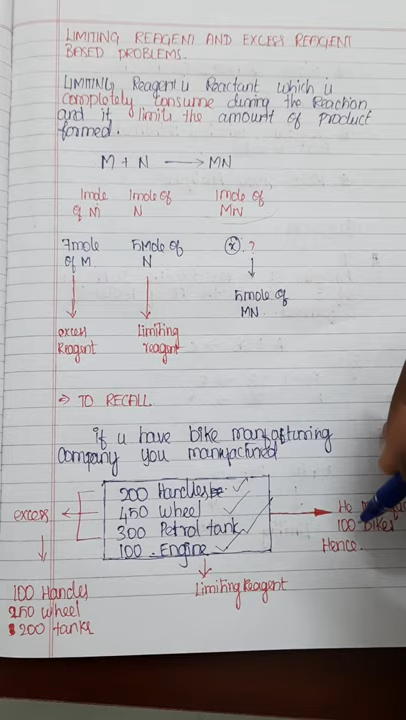 LIMITING REAGENT AND EXCESS REAGENT
BASED PROBLEMS.
LIMITING Reagent is Reactant which is
completely consume during the Reaction
and it limits the amount of product
formed.
M + N → MN
1mole of M
1mole of N
1mole of MN
7mole of M.
5Mole of N
(x).?
5mole of MN.
excess Reagent
limiting reagent
⇒ TO RECALL
if u have bike manufacturing
Company you manufactured
200 Handles ✓
450 Wheel ✓
300 Petrol tank ✓
100 . Engine ✓
excess
He
100 bikes
Hence
Limiting Reagent
100 Handles
250 Wheel
200 tanks